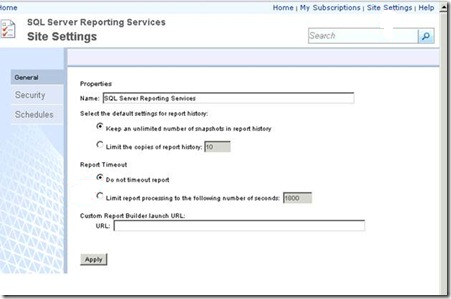 Home
Home | My Subscriptions | Site Settings | Help
SQL Server Reporting Services
Site Settings
Search
General
Security
Schedules
Properties
Name: SQL Server Reporting Services
Select the default settings for report history:
Keep an unlimited number of snapshots in report history
Limit the copies of report history: 10
Report Timeout
Do not timeout report
Limit report processing to the following number of seconds: 1800
Custom Report Builder launch URL:
URL:
Apply